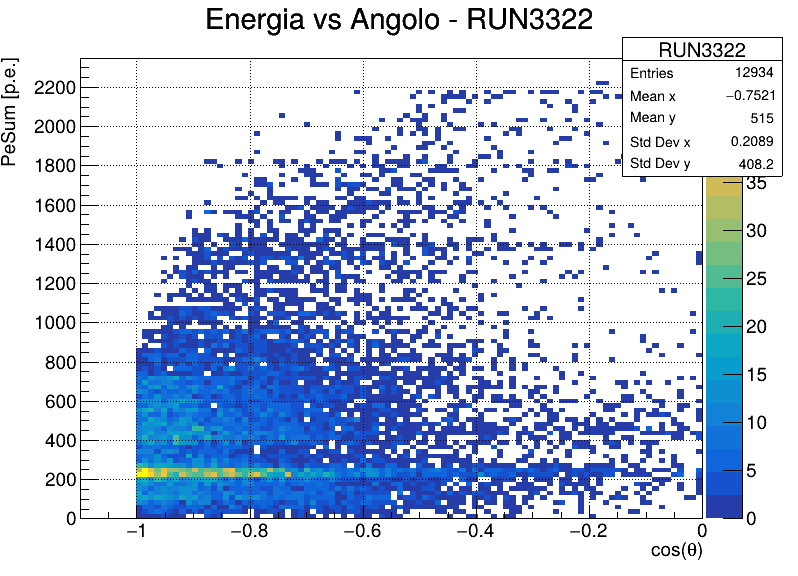 Energia vs Angolo - RUN3322
RUN3322
Entries 12934
Mean x −0.7521
Mean y 515
Std Dev x 0.2089
Std Dev y 408.2
PeSum [p.e.]
2200
2000
1800
1600
1400
1200
1000
800
600
400
200
0
35
30
25
20
15
10
5
0
−1 −0.8 −0.6 −0.4 −0.2 0
cos(θ)